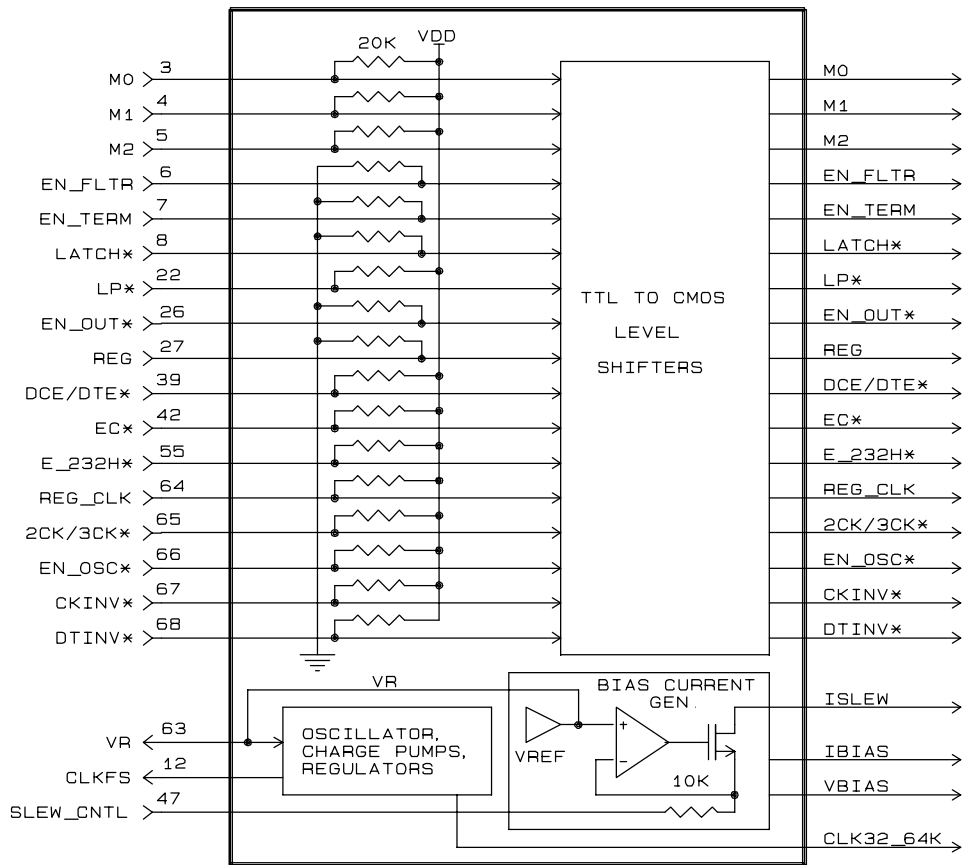 20K VDD
M0 3 M0
M1 4 M1
M2 5 M2
EN_FLTR 6 EN_FLTR
EN_TERM 7 EN_TERM
LATCH* 8 LATCH*
LP* 22 LP*
EN_OUT* 26 EN_OUT*
REG 27 REG
DCE/DTE* 39 DCE/DTE*
EC* 42 EC*
E_232H* 55 E_232H*
REG_CLK 64 REG_CLK
2CK/3CK* 65 2CK/3CK*
EN_OSC* 66 EN_OSC*
CKINV* 67 CKINV*
DTINV* 68 DTINV*
TTL TO CMOS
LEVEL
SHIFTERS
VR
BIAS CURRENT
GEN.
ISLEW
VR 63
OSCILLATOR,
CHARGE PUMPS,
REGULATORS
VREF
+
-
IBIAS
CLKFS 12
10K
VBIAS
SLEW_CNTL 47
CLK32_64K